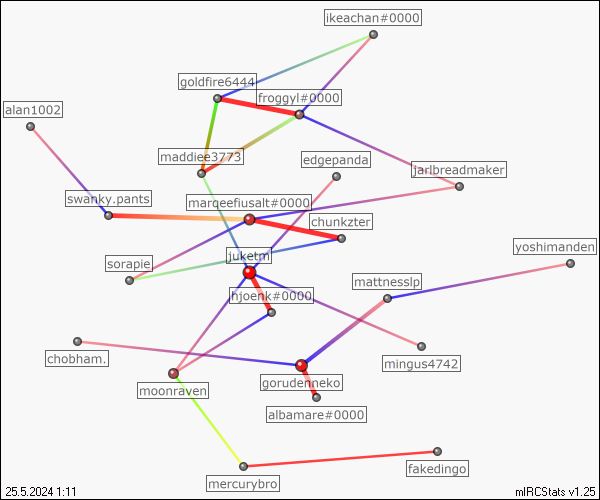 ikeachan#0000
goldfire6444
froggyl#0000
alan1002
maddiee3773
edgepanda
jarlbreadmaker
swanky.pants
marqeefiusalt#0000
chunkzter
yoshimanden
juketm
sorapie
mattnesslp
hjoenk#0000
chobham.
mingus4742
gorudenneko
moonraven
albamare#0000
fakedingo
mercurybro
25.5.2024 1:11
mIRCStats v1.25